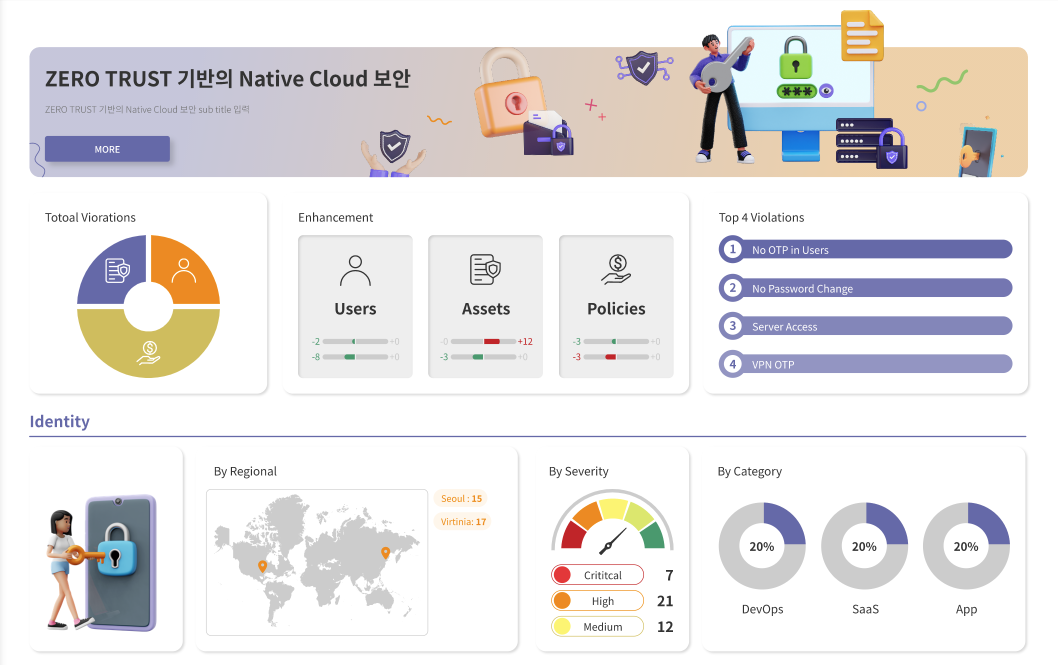 ZERO TRUST 기반의 Native Cloud 보안
ZERO TRUST 기반의 Native Cloud 보안 sub title 입력
MORE
***
Totoal Viorations
Enhancement
Users
-2 +0
-8 +0
Assets
-0 +12
-3 +0
Policies
-3 +0
-3 +0
Top 4 Violations
1 No OTP in Users
2 No Password Change
3 Server Access
4 VPN OTP
Identity
By Regional
Seoul : 15
Virtinia: 17
By Severity
Crititcal 7
High 21
Medium 12
By Category
20% 20% 20%
DevOps SaaS App